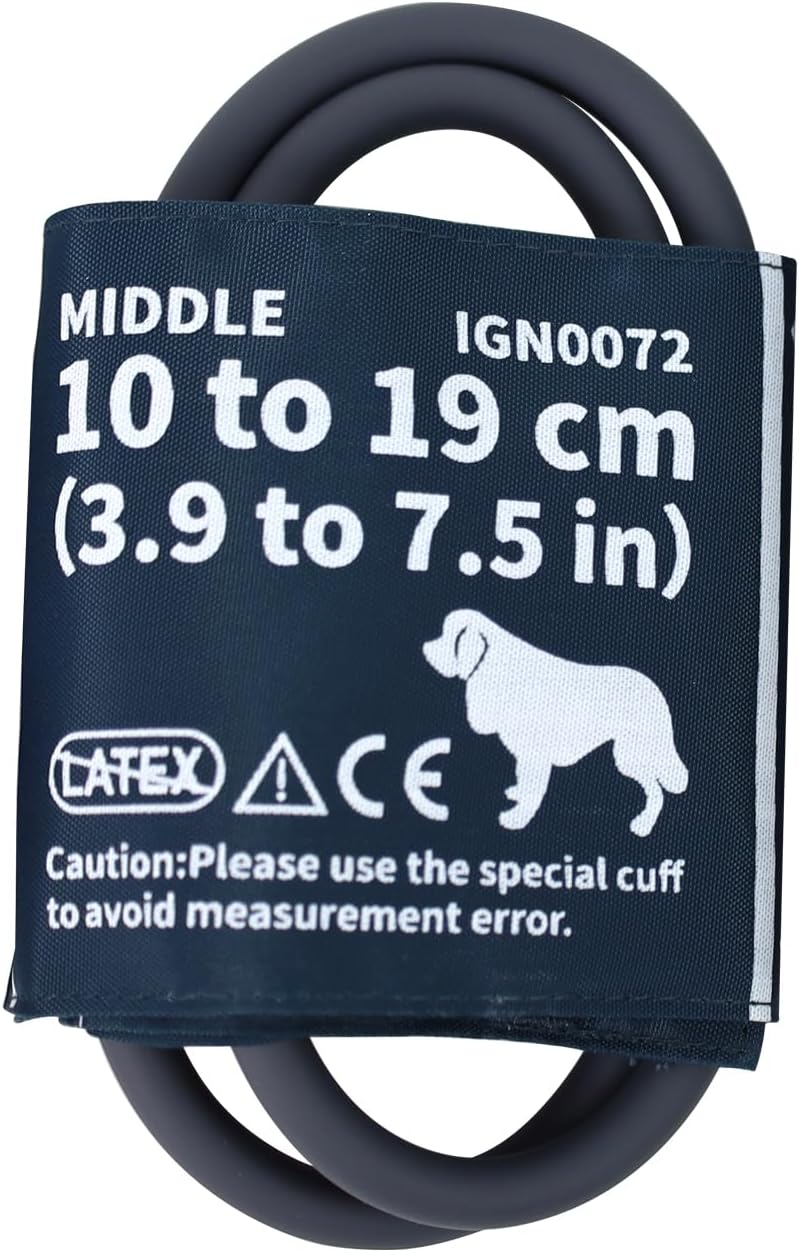 MIDDLE IGN0072
10 to 19 cm
(3.9 to 7.5 in)
LATEX CE
Caution:Please use the special cuff
to avoid measurement error.